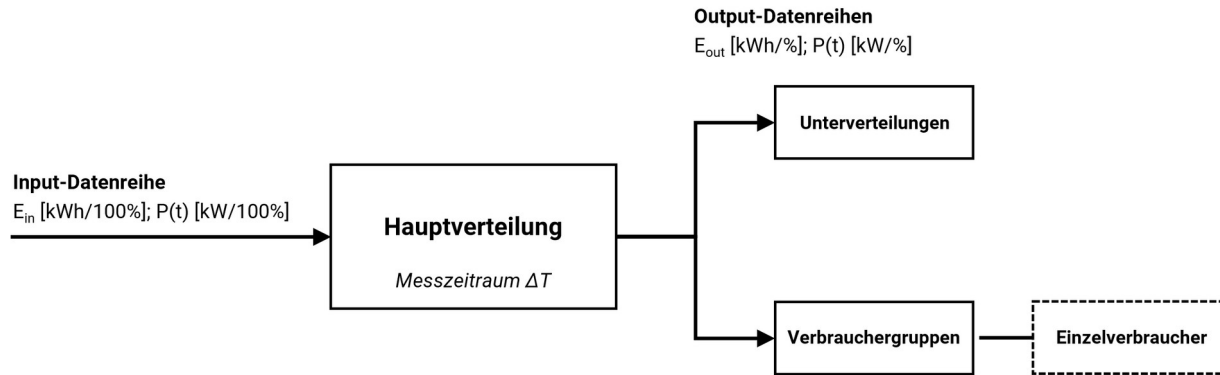 Output-Datenreihen
E_out [kWh/%]; P(t) [kW/%]
Unterverteilungen
Input-Datenreihe
E_in [kWh/100%]; P(t) [kW/100%]
Hauptverteilung
Messzeitraum ΔT
Verbrauchergruppen
Einzelverbraucher